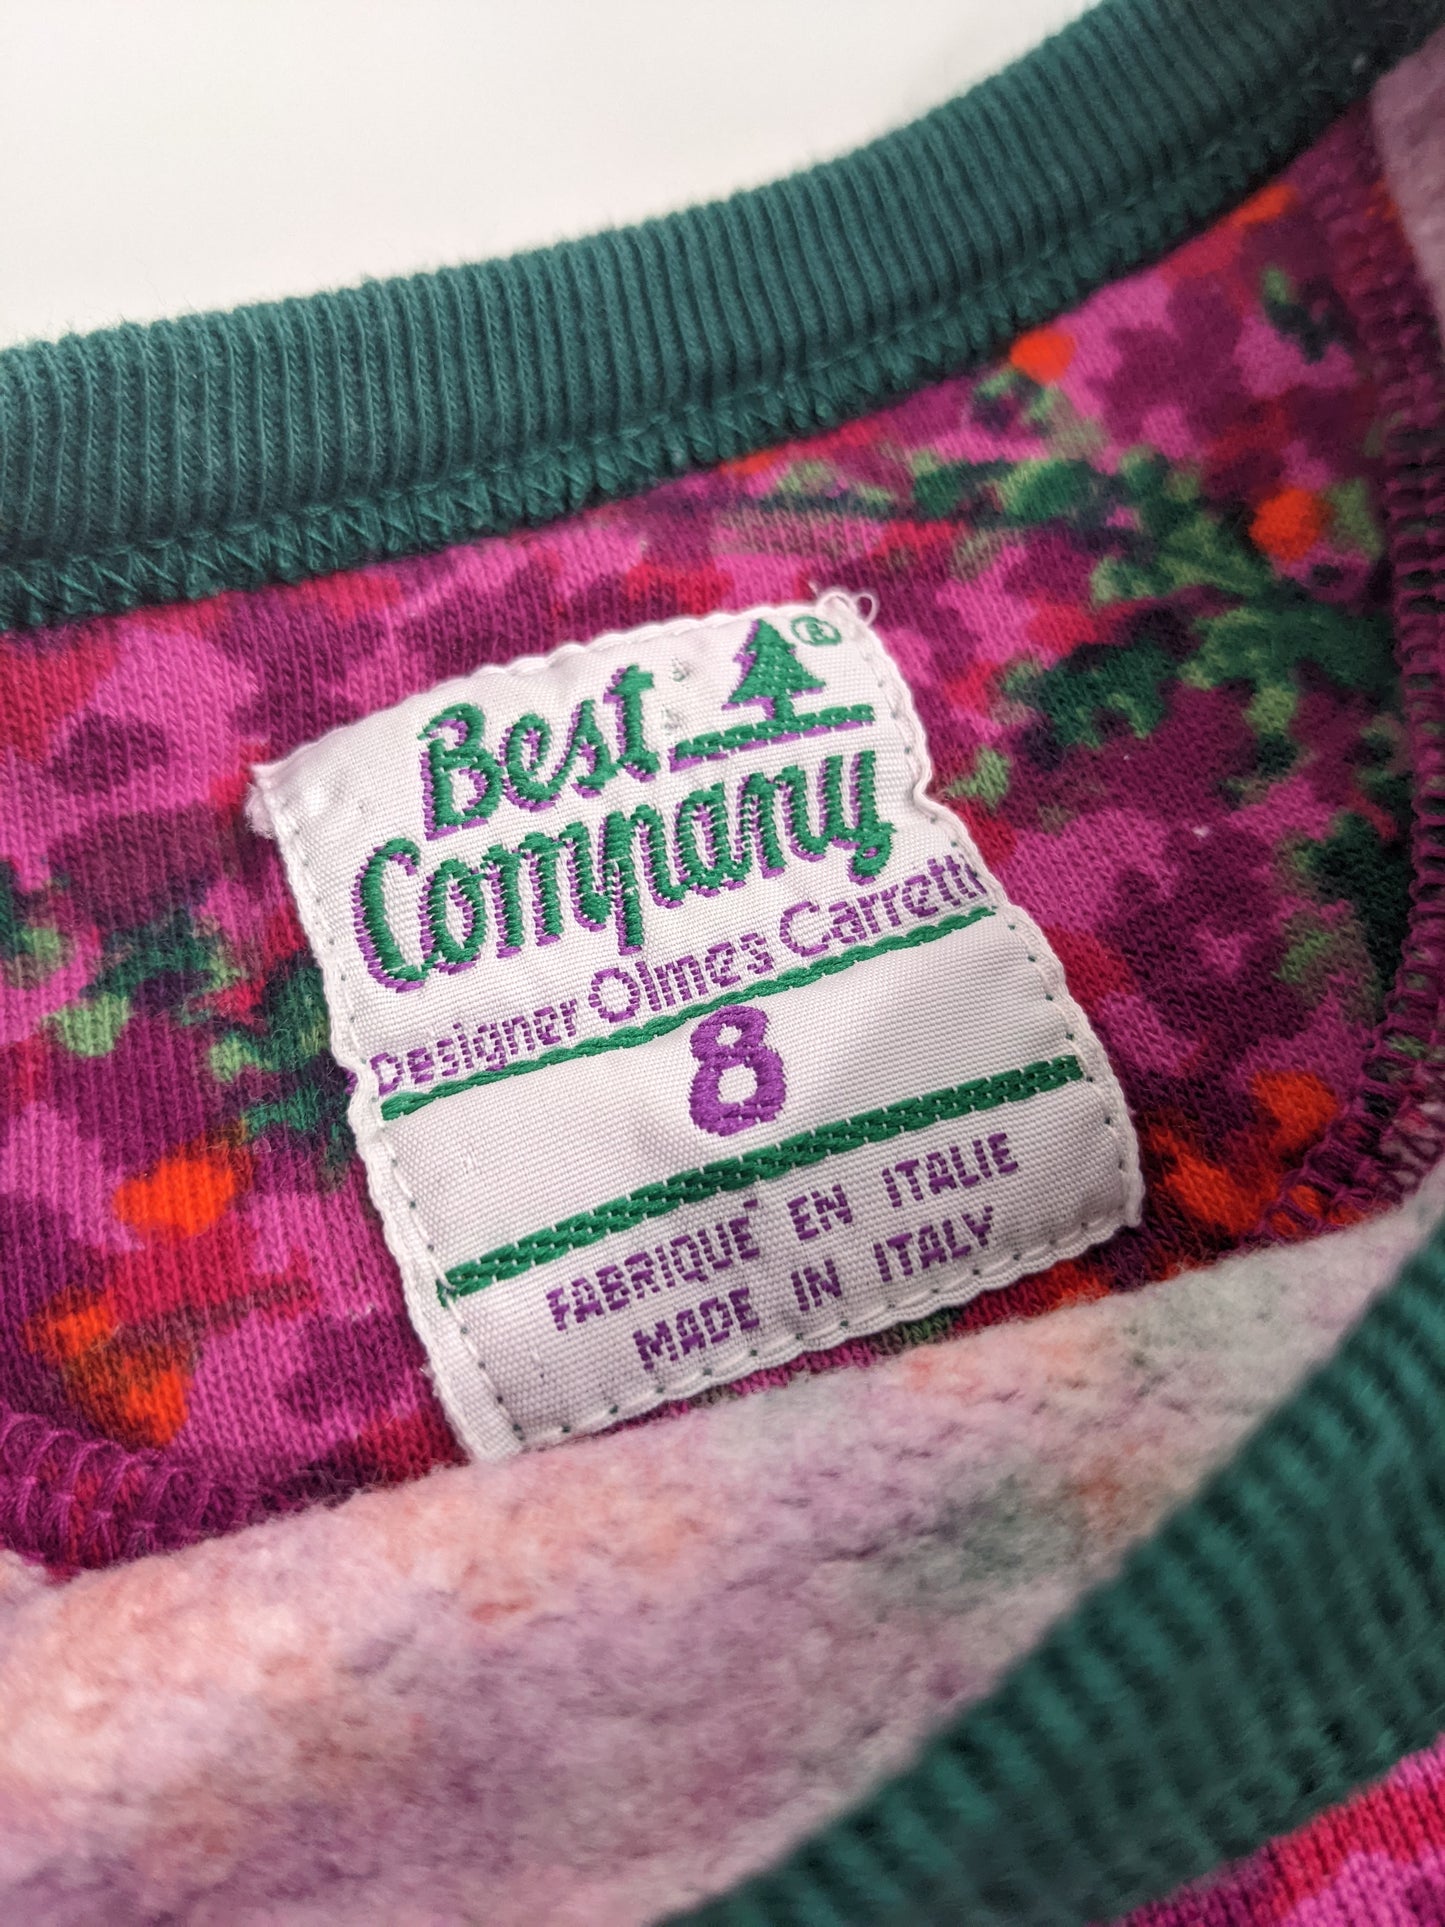 Best ®
Company
Designer Olmes Carretti
8
FABRIQUE' EN ITALIE
MADE IN ITALY